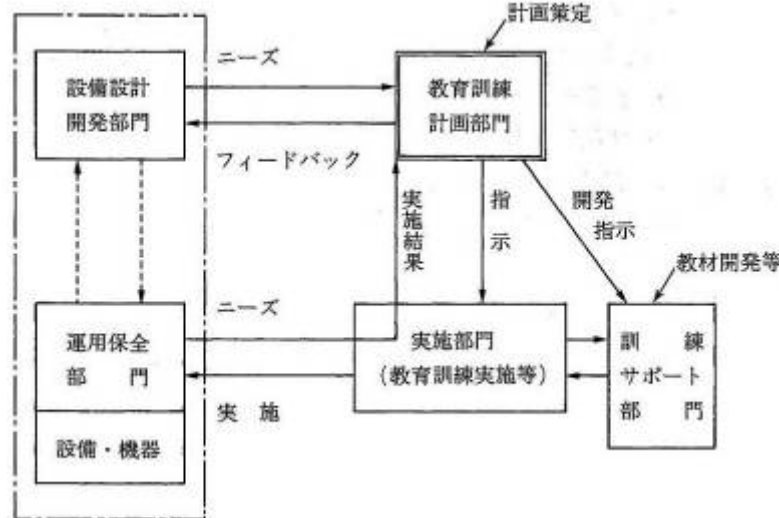 計画策定
ニーズ
設備設計
開発部門
教育訓練
計画部門
フィードバック
実施結果
指示
開発
指示
教材開発等
ニーズ
運用保全
部門
実施部門
(教育訓練実施等)
訓練
サポート
部門
実施
設備・機器